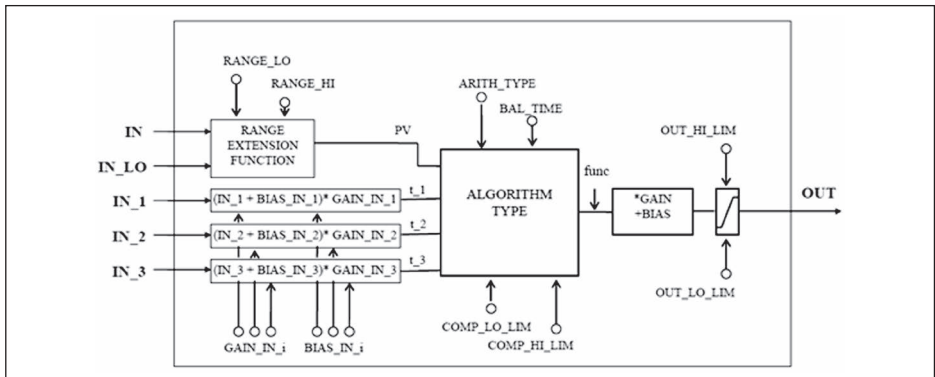 RANGE_LO
RANGE_HI
ARITH_TYPE
BAL_TIME
IN
RANGE
EXTENSION
FUNCTION
PV
OUT_HI_LIM
IN_LO
ALGORITHM
TYPE
func
*GAIN
+BIAS
OUT
IN_1
(IN_1 + BIAS_IN_1)* GAIN_IN_1
t_1
IN_2
(IN_2 + BIAS_IN_2)* GAIN_IN_2
t_2
IN_3
(IN_3 + BIAS_IN_3)* GAIN_IN_3
t_3
OUT_LO_LIM
COMP_LO_LIM
COMP_HI_LIM
GAIN_IN_i
BIAS_IN_i